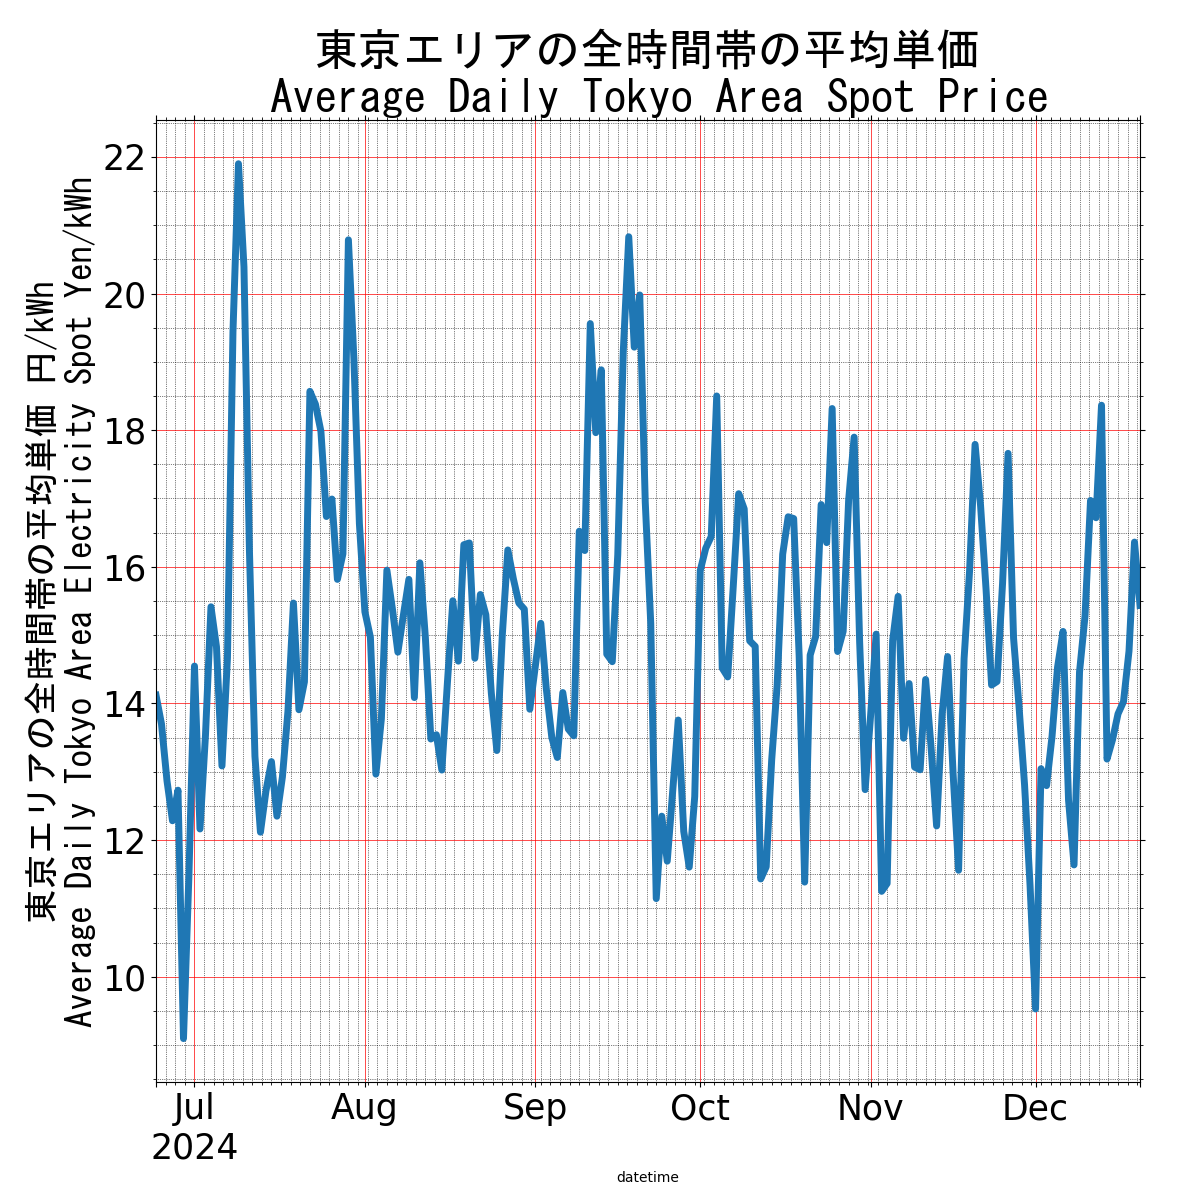 東京エリアの全時間帯の平均単価
Average Daily Tokyo Area Spot Price
東京エリアの全時間帯の平均単価 円/kWh
Average Daily Tokyo Area Electricity Spot Yen/kWh
22
20
18
16
14
12
10
Jul Aug Sep Oct Nov Dec
2024
datetime